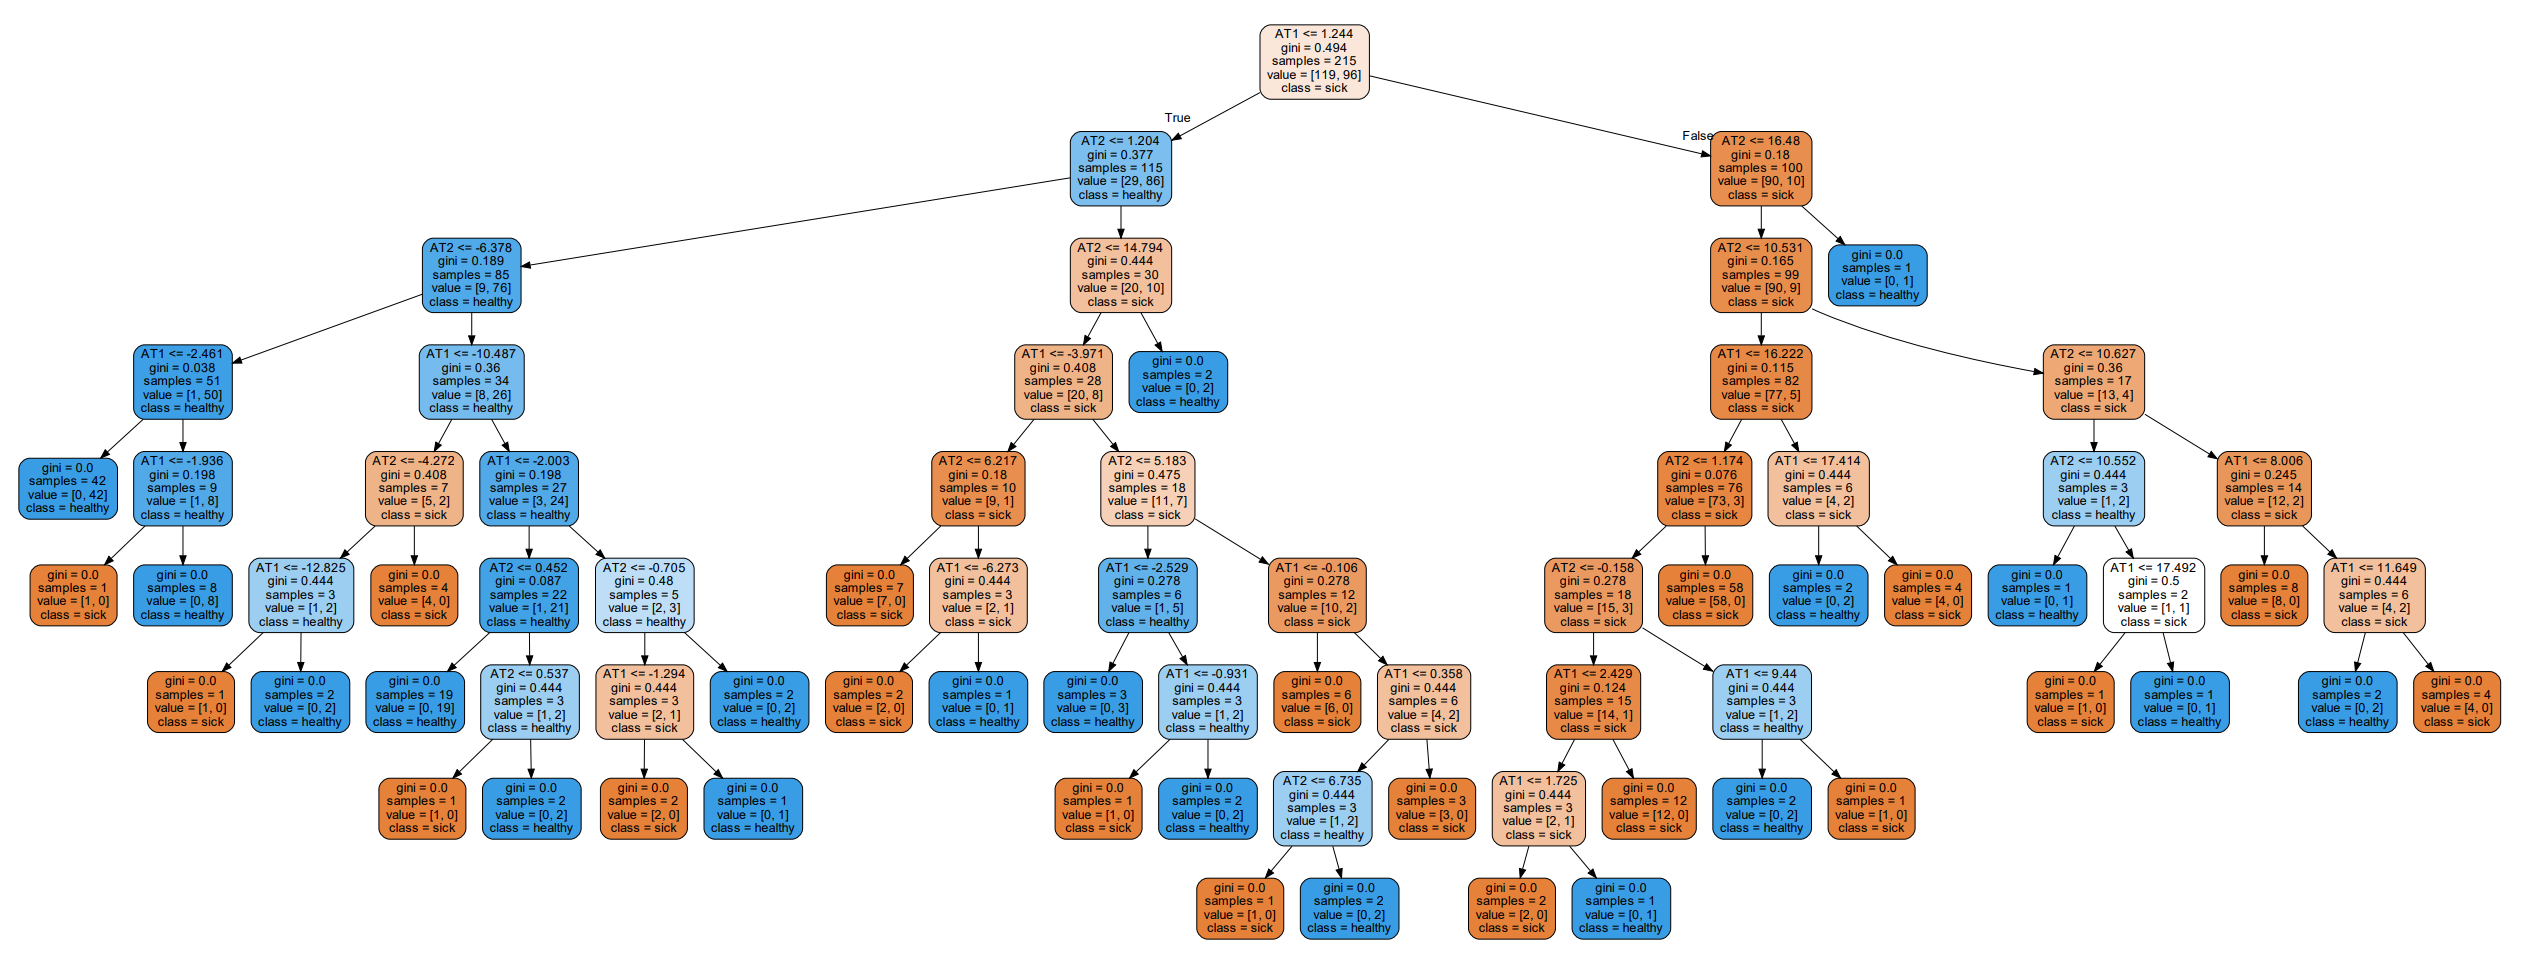 AT1 <= 1.244
gini = 0.494
samples = 215
value = [119, 96]
class = sick
True
False
AT2 <= 1.204
gini = 0.377
samples = 115
value = [29, 86]
class = healthy
AT2 <= 16.48
gini = 0.18
samples = 100
value = [90, 10]
class = sick
AT2 <= -6.378
gini = 0.189
samples = 85
value = [9, 76]
class = healthy
AT2 <= 14.794
gini = 0.444
samples = 30
value = [20, 10]
class = sick
AT2 <= 10.531
gini = 0.165
samples = 99
value = [90, 9]
class = sick
gini = 0.0
samples = 1
value = [0, 1]
class = healthy
AT1 <= -2.461
gini = 0.038
samples = 51
value = [1, 50]
class = healthy
AT1 <= -10.487
gini = 0.36
samples = 34
value = [8, 26]
class = healthy
AT1 <= -3.971
gini = 0.408
samples = 28
value = [20, 8]
class = sick
gini = 0.0
samples = 2
value = [0, 2]
class = healthy
AT1 <= 16.222
gini = 0.115
samples = 82
value = [77, 5]
class = sick
AT2 <= 10.627
gini = 0.36
samples = 17
value = [13, 4]
class = sick
gini = 0.0
samples = 42
value = [0, 42]
class = healthy
AT1 <= -1.936
gini = 0.198
samples = 9
value = [1, 8]
class = healthy
AT2 <= -4.272
gini = 0.408
samples = 7
value = [5, 2]
class = sick
AT1 <= -2.003
gini = 0.198
samples = 27
value = [3, 24]
class = healthy
AT2 <= 6.217
gini = 0.18
samples = 10
value = [9, 1]
class = sick
AT2 <= 5.183
gini = 0.475
samples = 18
value = [11, 7]
class = sick
AT2 <= 1.174
gini = 0.076
samples = 76
value = [73, 3]
class = sick
AT1 <= 17.414
gini = 0.444
samples = 6
value = [4, 2]
class = sick
AT2 <= 10.552
gini = 0.444
samples = 3
value = [1, 2]
class = healthy
AT1 <= 8.006
gini = 0.245
samples = 14
value = [12, 2]
class = sick
gini = 0.0
samples = 1
value = [1, 0]
class = sick
gini = 0.0
samples = 8
value = [0, 8]
class = healthy
AT1 <= -12.825
gini = 0.444
samples = 3
value = [1, 2]
class = healthy
gini = 0.0
samples = 4
value = [4, 0]
class = sick
AT2 <= 0.452
gini = 0.087
samples = 22
value = [1, 21]
class = healthy
AT2 <= -0.705
gini = 0.48
samples = 5
value = [2, 3]
class = healthy
gini = 0.0
samples = 7
value = [7, 0]
class = sick
AT1 <= -6.273
gini = 0.444
samples = 3
value = [2, 1]
class = sick
AT1 <= -2.529
gini = 0.278
samples = 6
value = [1, 5]
class = healthy
AT1 <= -0.106
gini = 0.278
samples = 12
value = [10, 2]
class = sick
AT2 <= -0.158
gini = 0.278
samples = 18
value = [15, 3]
class = sick
gini = 0.0
samples = 58
value = [58, 0]
class = sick
gini = 0.0
samples = 2
value = [0, 2]
class = healthy
gini = 0.0
samples = 4
value = [4, 0]
class = sick
gini = 0.0
samples = 1
value = [0, 1]
class = healthy
AT1 <= 17.492
gini = 0.5
samples = 2
value = [1, 1]
class = sick
gini = 0.0
samples = 8
value = [8, 0]
class = sick
AT1 <= 11.649
gini = 0.444
samples = 6
value = [4, 2]
class = sick
gini = 0.0
samples = 1
value = [1, 0]
class = sick
gini = 0.0
samples = 2
value = [0, 2]
class = healthy
gini = 0.0
samples = 19
value = [0, 19]
class = healthy
AT2 <= 0.537
gini = 0.444
samples = 3
value = [1, 2]
class = healthy
AT1 <= -1.294
gini = 0.444
samples = 3
value = [2, 1]
class = sick
gini = 0.0
samples = 2
value = [0, 2]
class = healthy
gini = 0.0
samples = 2
value = [2, 0]
class = sick
gini = 0.0
samples = 1
value = [0, 1]
class = healthy
gini = 0.0
samples = 3
value = [0, 3]
class = healthy
AT1 <= -0.931
gini = 0.444
samples = 3
value = [1, 2]
class = healthy
gini = 0.0
samples = 6
value = [6, 0]
class = sick
AT1 <= 0.358
gini = 0.444
samples = 6
value = [4, 2]
class = sick
AT1 <= 2.429
gini = 0.124
samples = 15
value = [14, 1]
class = sick
AT1 <= 9.44
gini = 0.444
samples = 3
value = [1, 2]
class = healthy
gini = 0.0
samples = 1
value = [1, 0]
class = sick
gini = 0.0
samples = 1
value = [0, 1]
class = healthy
gini = 0.0
samples = 2
value = [0, 2]
class = healthy
gini = 0.0
samples = 4
value = [4, 0]
class = sick
gini = 0.0
samples = 1
value = [1, 0]
class = sick
gini = 0.0
samples = 2
value = [0, 2]
class = healthy
gini = 0.0
samples = 2
value = [2, 0]
class = sick
gini = 0.0
samples = 1
value = [0, 1]
class = healthy
gini = 0.0
samples = 1
value = [1, 0]
class = sick
gini = 0.0
samples = 2
value = [0, 2]
class = healthy
AT2 <= 6.735
gini = 0.444
samples = 3
value = [1, 2]
class = healthy
gini = 0.0
samples = 3
value = [3, 0]
class = sick
AT1 <= 1.725
gini = 0.444
samples = 3
value = [2, 1]
class = sick
gini = 0.0
samples = 12
value = [12, 0]
class = sick
gini = 0.0
samples = 2
value = [0, 2]
class = healthy
gini = 0.0
samples = 1
value = [1, 0]
class = sick
gini = 0.0
samples = 1
value = [1, 0]
class = sick
gini = 0.0
samples = 2
value = [0, 2]
class = healthy
gini = 0.0
samples = 2
value = [2, 0]
class = sick
gini = 0.0
samples = 1
value = [0, 1]
class = healthy